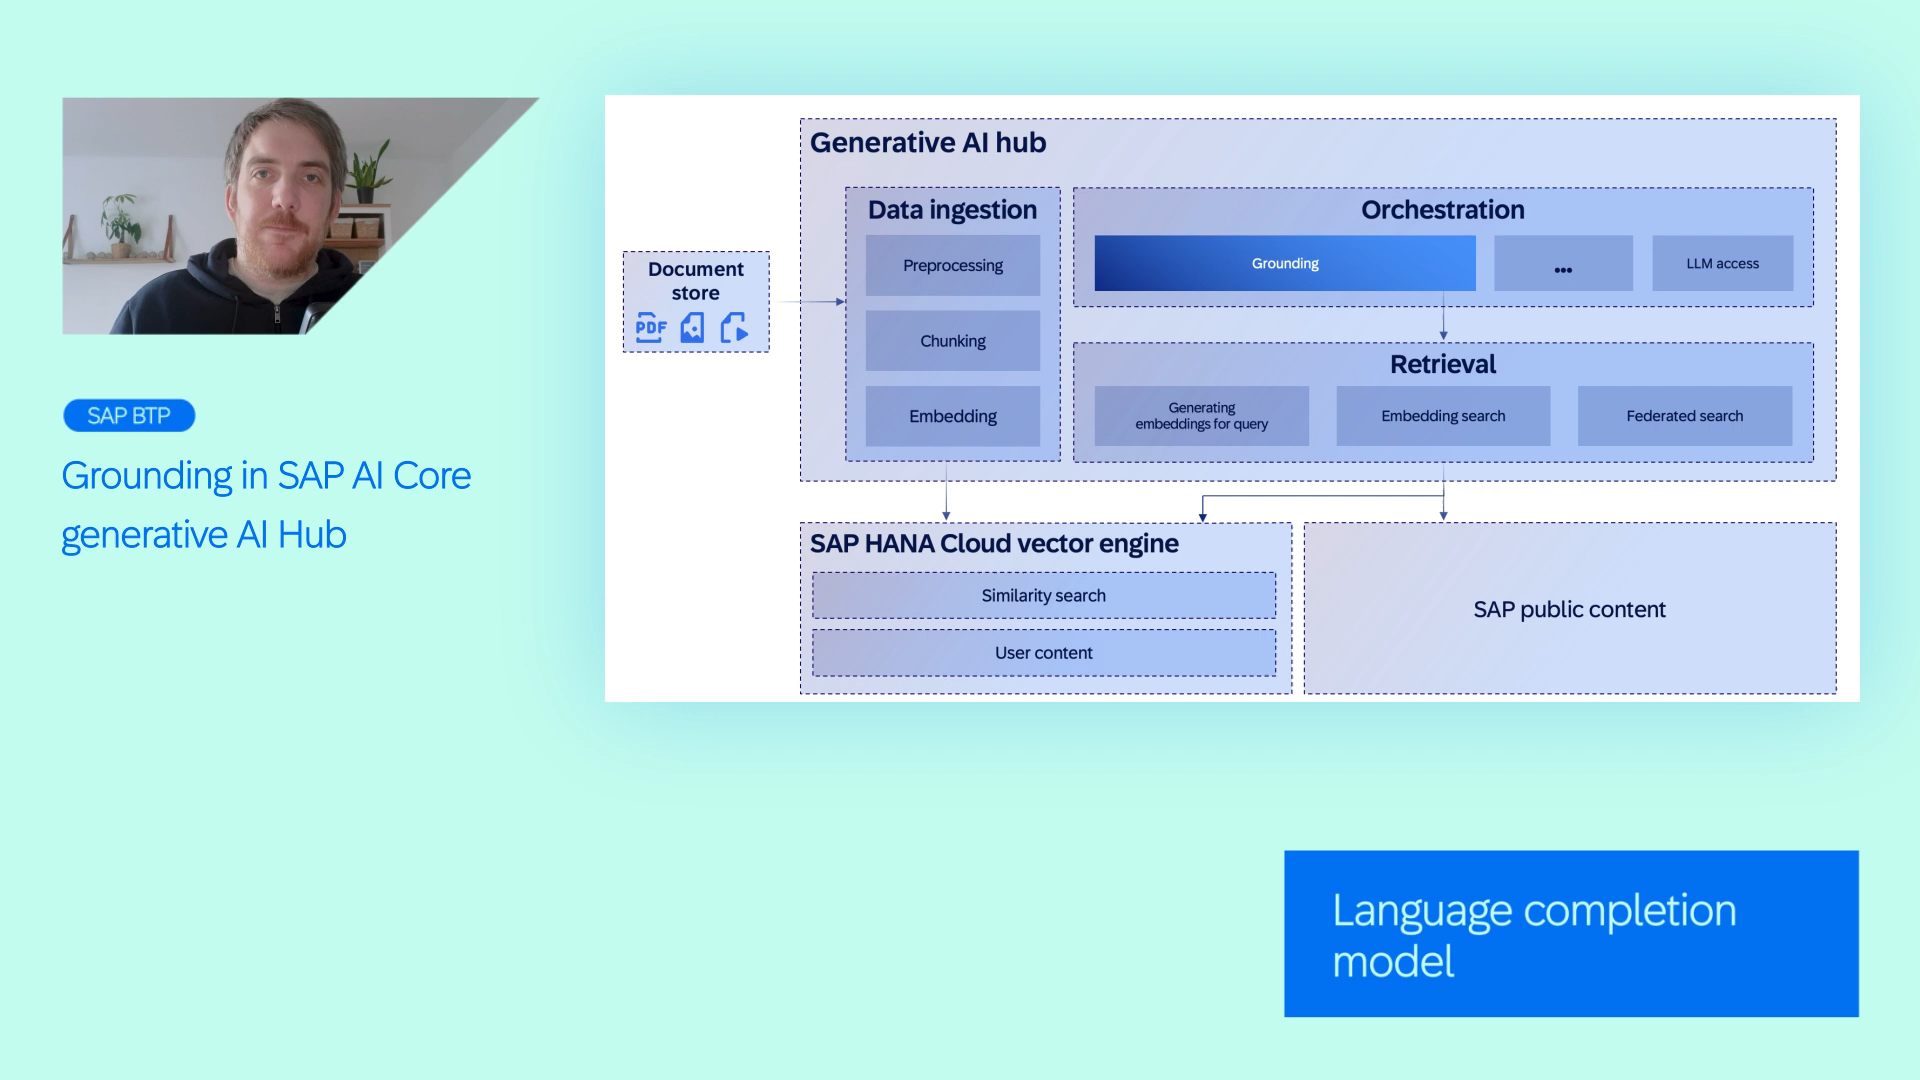 SAP BTP
Grounding in SAP AI Core
generative AI Hub
Generative AI hub
Document
store
PDF
Data ingestion
Preprocessing
Chunking
Embedding
Orchestration
Grounding
...
LLM access
Retrieval
Generating
embeddings for query
Embedding search
Federated search
SAP HANA Cloud vector engine
Similarity search
User content
SAP public content
Language completion
model